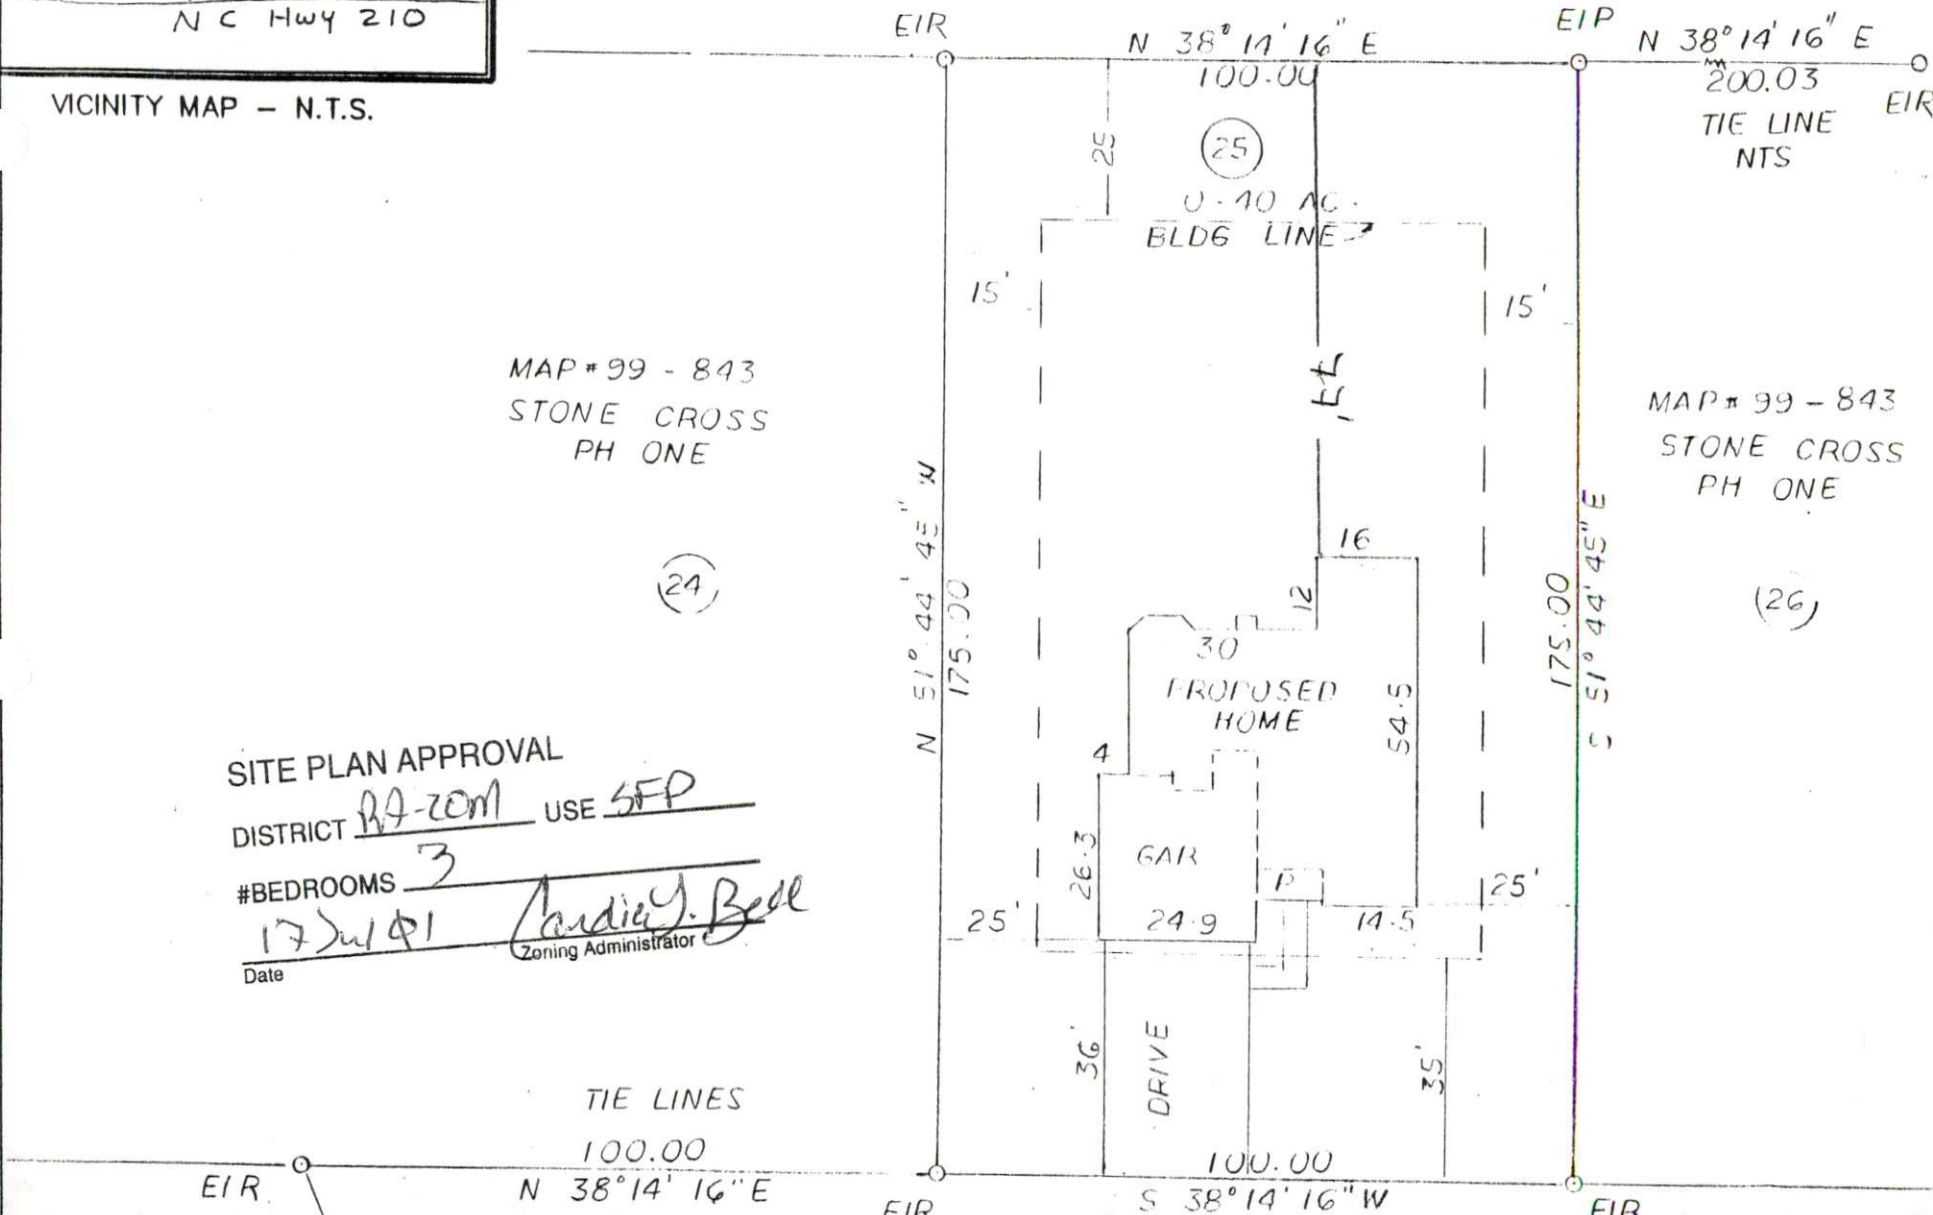 N C Hwy 210
VICINITY MAP – N.T.S.
EIR
N 38°14'16" E
100.00
EIP
N 38°14'16" E
200.03
EIR
TIE LINE
NTS
25
25
0.40 AC.
BLDG LINE
15'
15'
MAP # 99 - 843
STONE CROSS
PH ONE
24
N 51°44'45" W
175.00
77'
MAP # 99 - 843
STONE CROSS
PH ONE
(26)
175.00
S 51°44'45" E
16
12
30
PROPOSED
HOME
54.5
4
26.3
GAR
P
24.9
14.5
25'
25'
SITE PLAN APPROVAL
DISTRICT RA-20M USE SFD
#BEDROOMS 3
17 Jul 01
Date
Zoning Administrator
36'
DRIVE
35'
TIE LINES
100.00
EIR
N 38°14'16" E
EIR
100.00
S 38°14'16" W
EIR